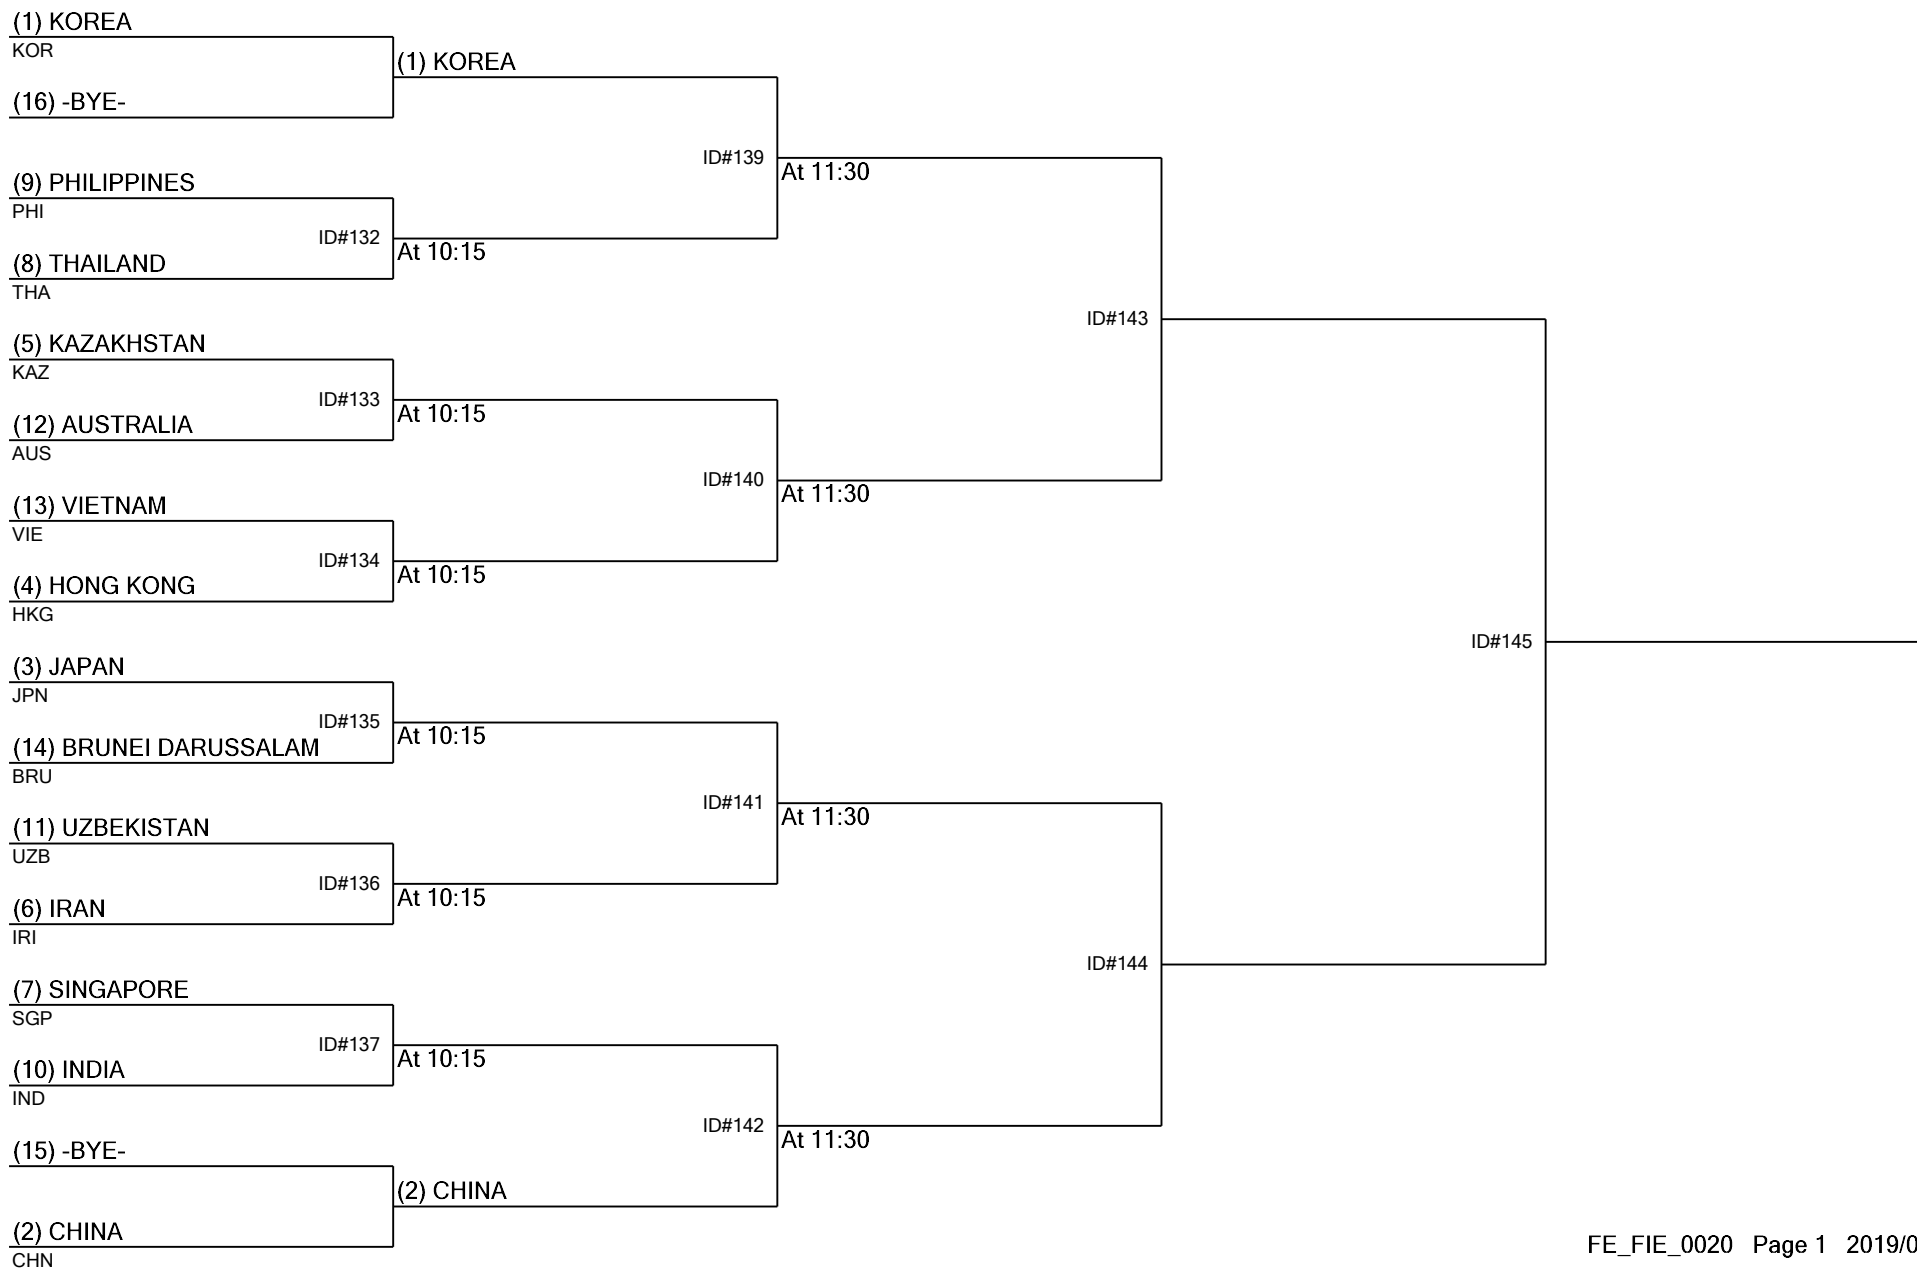 (1) KOREA
KOR
(1) KOREA
(16) -BYE-
ID#139
At 11:30
(9) PHILIPPINES
PHI
ID#132
At 10:15
(8) THAILAND
THA
ID#143
(5) KAZAKHSTAN
KAZ
ID#133
At 10:15
(12) AUSTRALIA
AUS
ID#140
At 11:30
(13) VIETNAM
VIE
ID#134
At 10:15
(4) HONG KONG
HKG
ID#145
(3) JAPAN
JPN
ID#135
At 10:15
(14) BRUNEI DARUSSALAM
BRU
ID#141
At 11:30
(11) UZBEKISTAN
UZB
ID#136
At 10:15
(6) IRAN
IRI
ID#144
(7) SINGAPORE
SGP
ID#137
At 10:15
(10) INDIA
IND
ID#142
At 11:30
(15) -BYE-
(2) CHINA
(2) CHINA
CHN
FE_FIE_0020 Page 1 2019/0